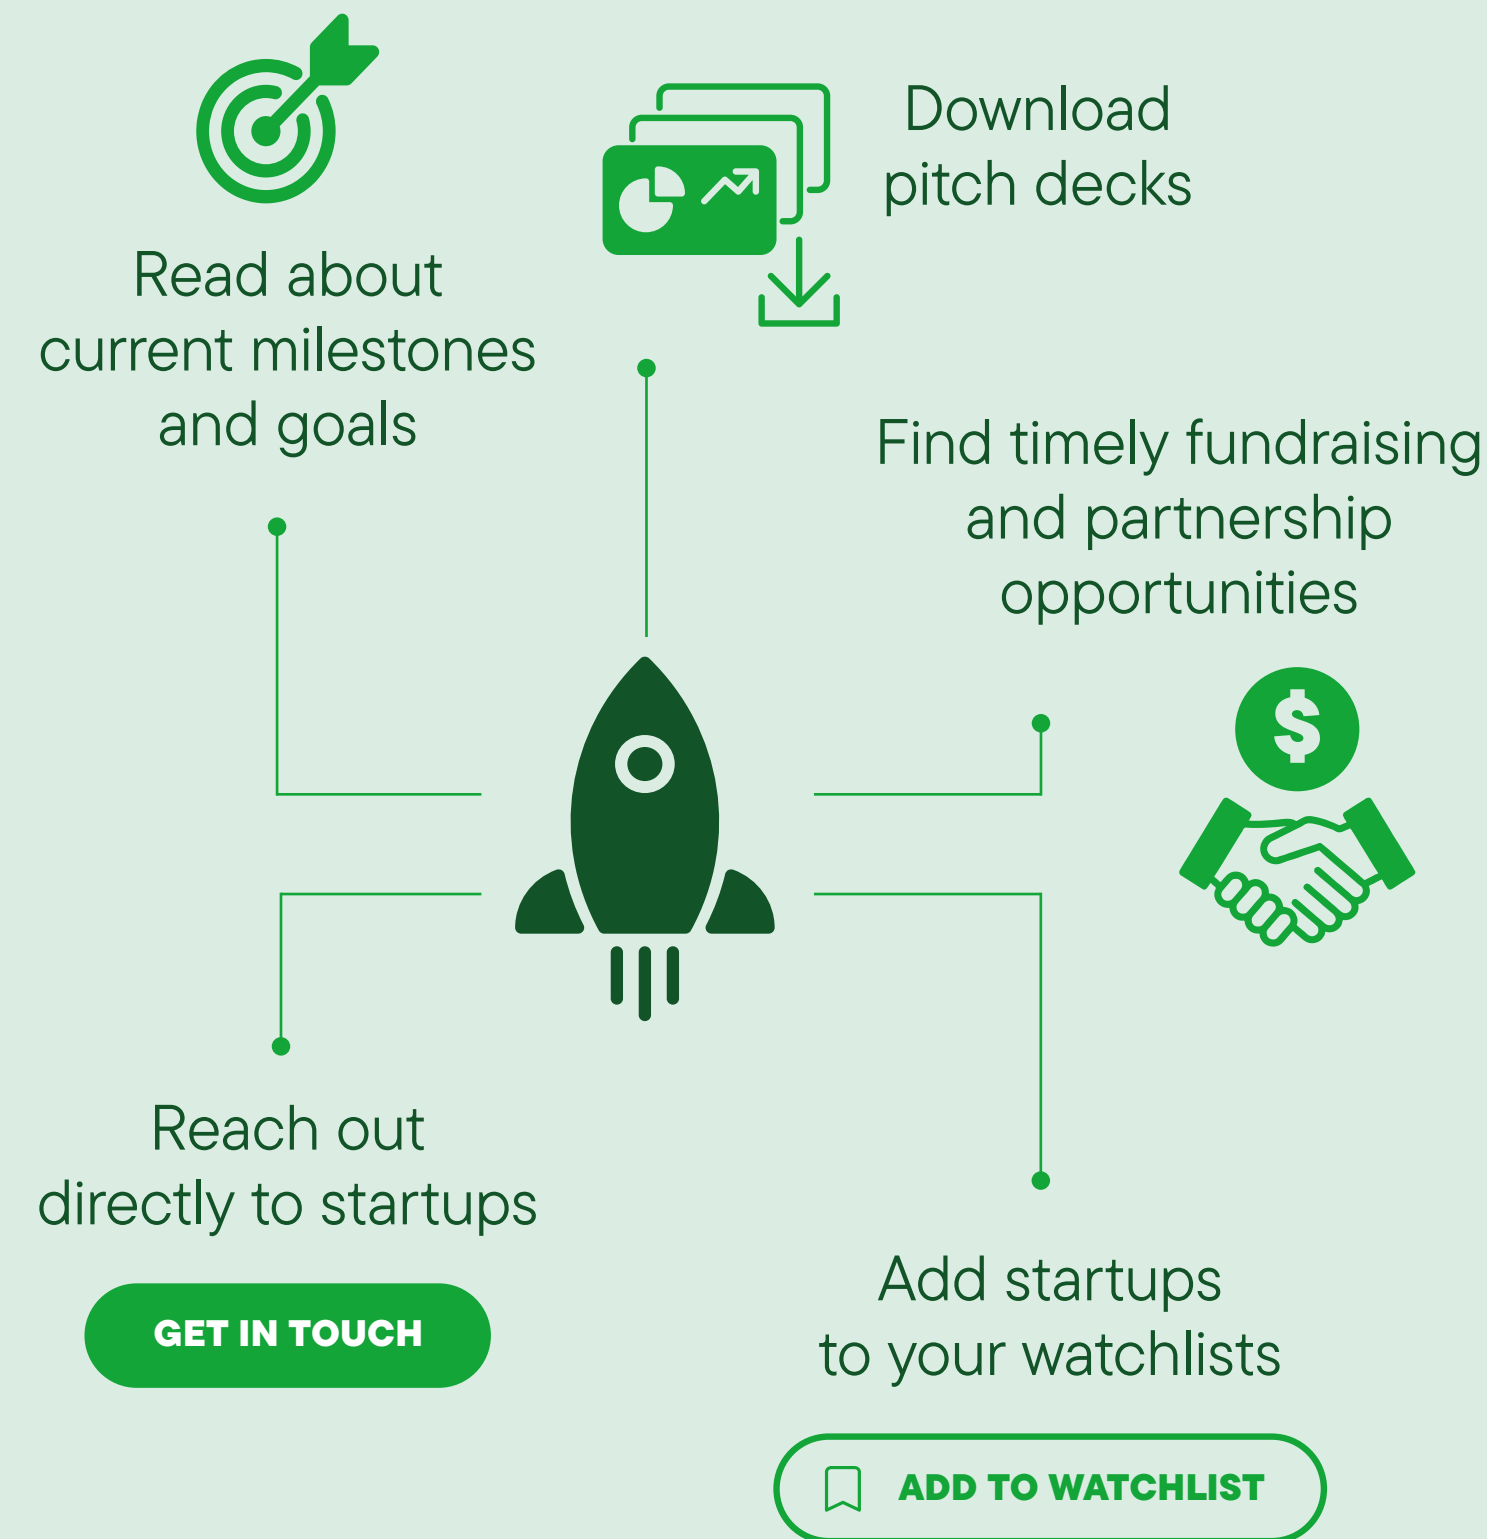 Read about
current milestones
and goals
Download
pitch decks
Find timely fundraising
and partnership
opportunities
$
Reach out
directly to startups
GET IN TOUCH
Add startups
to your watchlists
ADD TO WATCHLIST